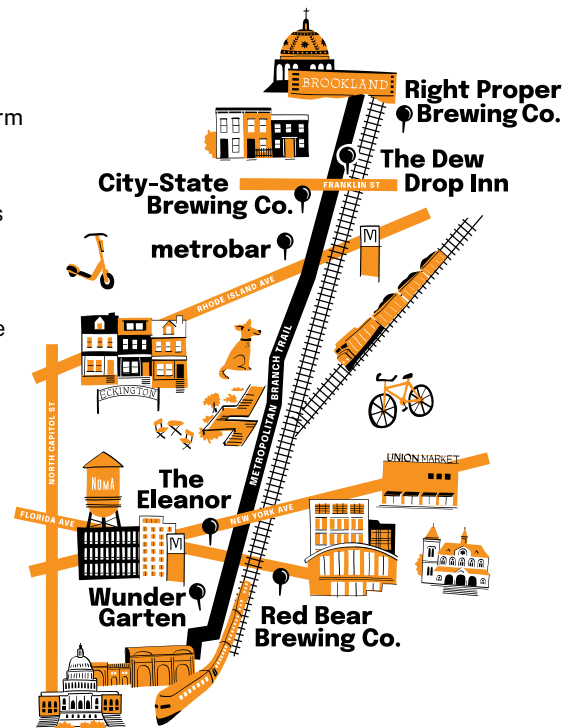 BROOKLAND
Right Proper
Brewing Co.
rm
The Dew
Drop Inn
FRANKLIN ST
City-State
Brewing Co.
s
metrobar
M
RHODE ISLAND AVE
e
ECKINGTON
METROPOLITAN BRANCH TRAIL
NORTH CAPITOL ST
UNION MARKET
NOMA
The
Eleanor
NEW YORK AVE
FLORIDA AVE
M
Wunder
Garten
Red Bear
Brewing Co.